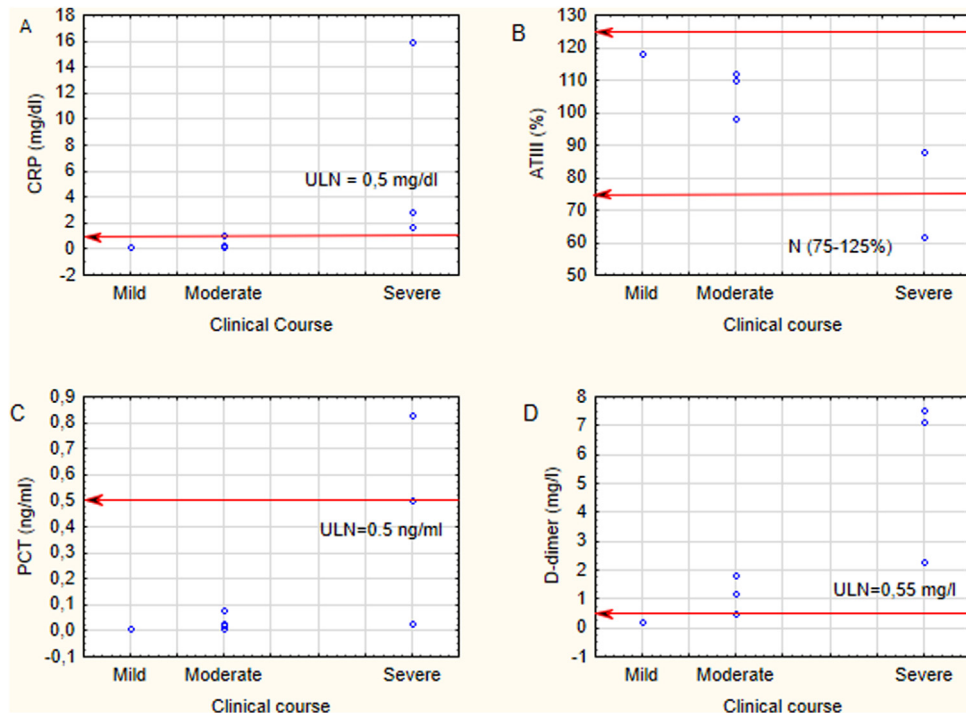 A
CRP (mg/dl)
18
16
14
12
10
8
6
4
2
0
-2
ULN = 0,5 mg/dl
Mild Moderate Severe
Clinical Course
B
ATIII (%)
130
120
110
100
90
80
70
60
50
N (75-125%)
Mild Moderate Severe
Clinical course
C
PCT (ng/ml)
0,9
0,8
0,7
0,6
0,5
0,4
0,3
0,2
0,1
0,0
-0,1
ULN=0.5 ng/ml
Mild Moderate Severe
Clinical course
D
D-dimer (mg/l)
8
7
6
5
4
3
2
1
0
-1
ULN=0,55 mg/l
Mild Moderate Severe
Clinical course